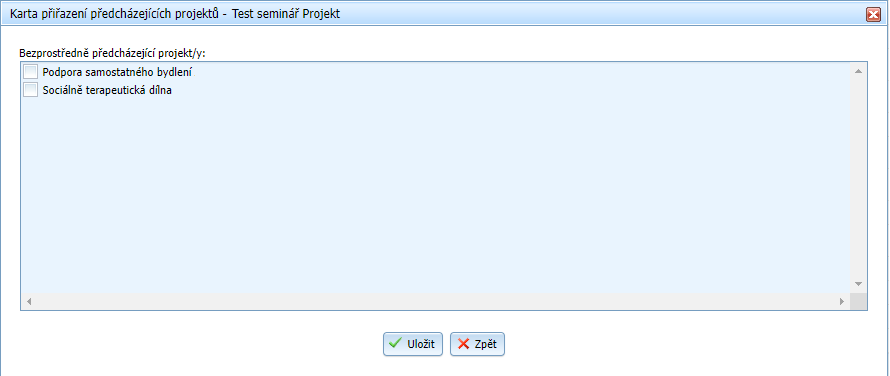 Karta přiřazení předcházejících projektů - Test seminář Projekt
Bezprostředně předcházející projekt/y:
Podpora samostatného bydlení
Sociálně terapeutická dílna
Uložit
Zpět